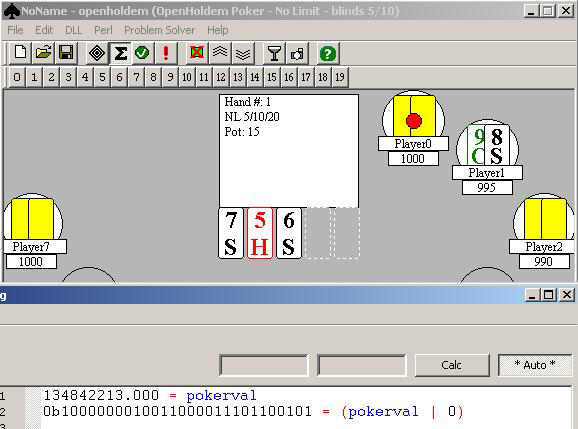 NoName - openholdem (OpenHoldem Poker - No Limit - blinds 5/10)
File Edit DLL Perl Problem Solver Help
0 1 2 3 4 5 6 7 8 9 10 11 12 13 14 15 16 17 18 19
Hand #: 1
NL 5/10/20
Pot: 15
Player0
1000
9 8
C S
Player1
995
7 5 6
S H S
Player7
1000
Player2
990
g
Calc * Auto *
1 134842213.000 = pokerval
2 0b1000000010011000011101100101 = (pokerval | 0)
3